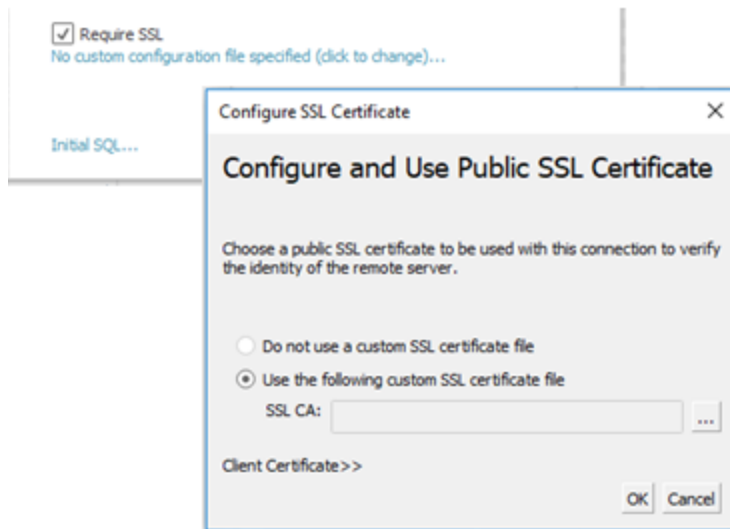 Require SSL
No custom configuration file specified (click to change)...
Initial SQL...
Configure SSL Certificate
Configure and Use Public SSL Certificate
Choose a public SSL certificate to be used with this connection to verify
the identity of the remote server.
Do not use a custom SSL certificate file
Use the following custom SSL certificate file
SSL CA:
...
Client Certificate>>
OK Cancel